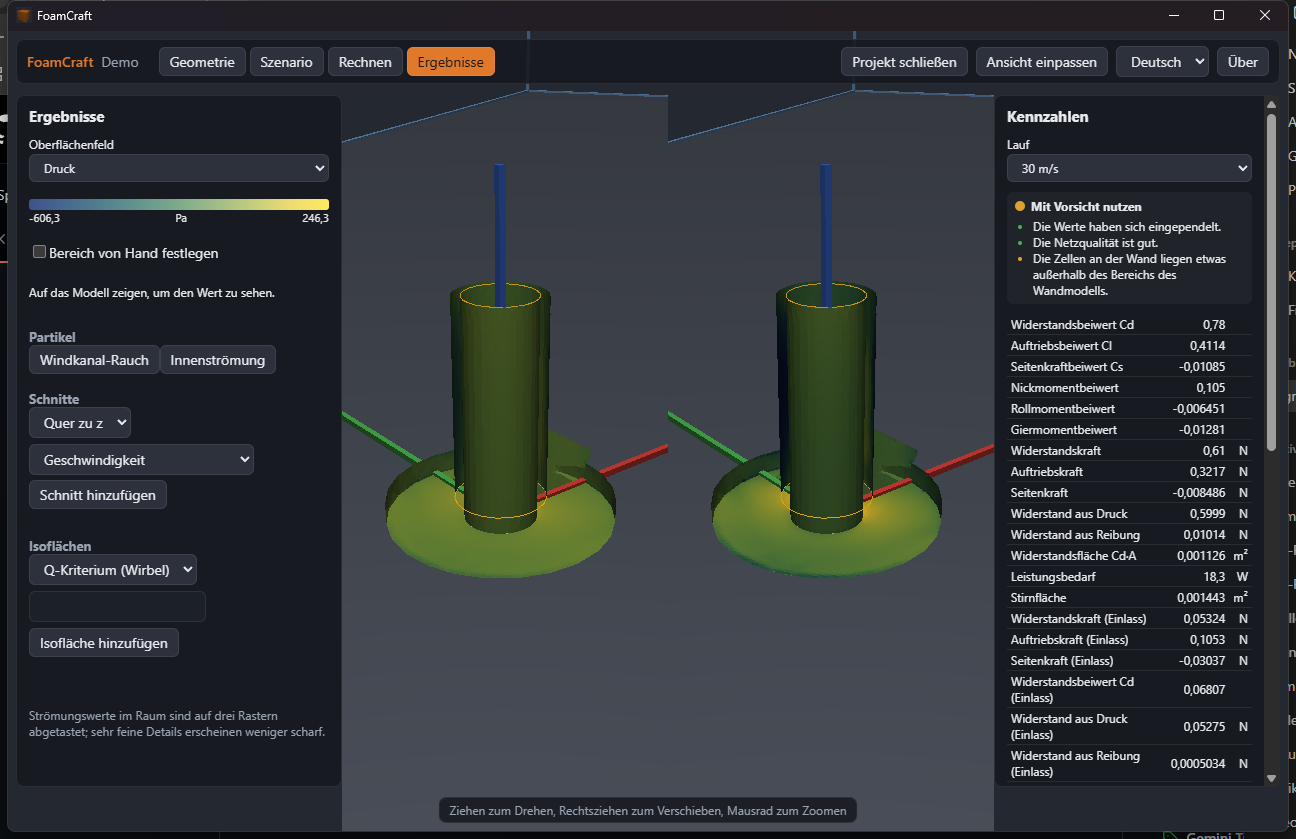 FoamCraft
FoamCraft Demo
Geometrie
Szenario
Rechnen
Ergebnisse
Projekt schließen
Ansicht einpassen
Deutsch
Über
Ergebnisse
Oberflächenfeld
Druck
-606,3 Pa 246,3
Bereich von Hand festlegen
Auf das Modell zeigen, um den Wert zu sehen.
Partikel
Windkanal-Rauch
Innenströmung
Schnitte
Quer zu z
Geschwindigkeit
Schnitt hinzufügen
Isoflächen
Q-Kriterium (Wirbel)
Isofläche hinzufügen
Strömungswerte im Raum sind auf drei Rastern
abgetastet; sehr feine Details erscheinen weniger scharf.
Ziehen zum Drehen, Rechtsziehen zum Verschieben, Mausrad zum Zoomen
Kennzahlen
Lauf
30 m/s
Mit Vorsicht nutzen
Die Werte haben sich eingependelt.
Die Netzqualität ist gut.
Die Zellen an der Wand liegen etwas
außerhalb des Bereichs des
Wandmodells.
Widerstandsbeiwert Cd 0,78
Auftriebsbeiwert Cl 0,4114
Seitenkraftbeiwert Cs -0,01085
Nickmomentbeiwert 0,105
Rollmomentbeiwert -0,006451
Giermomentbeiwert -0,01281
Widerstandskraft 0,61 N
Auftriebskraft 0,3217 N
Seitenkraft -0,008486 N
Widerstand aus Druck 0,5999 N
Widerstand aus Reibung 0,01014 N
Widerstandsfläche Cd·A 0,001126 m²
Leistungsbedarf 18,3 W
Stirnfläche 0,001443 m²
Widerstandskraft (Einlass) 0,05324 N
Auftriebskraft (Einlass) 0,1053 N
Seitenkraft (Einlass) -0,03037 N
Widerstandsbeiwert Cd
(Einlass) 0,06807
Widerstand aus Druck
(Einlass) 0,05275 N
Widerstand aus Reibung
(Einlass) 0,0005034 N